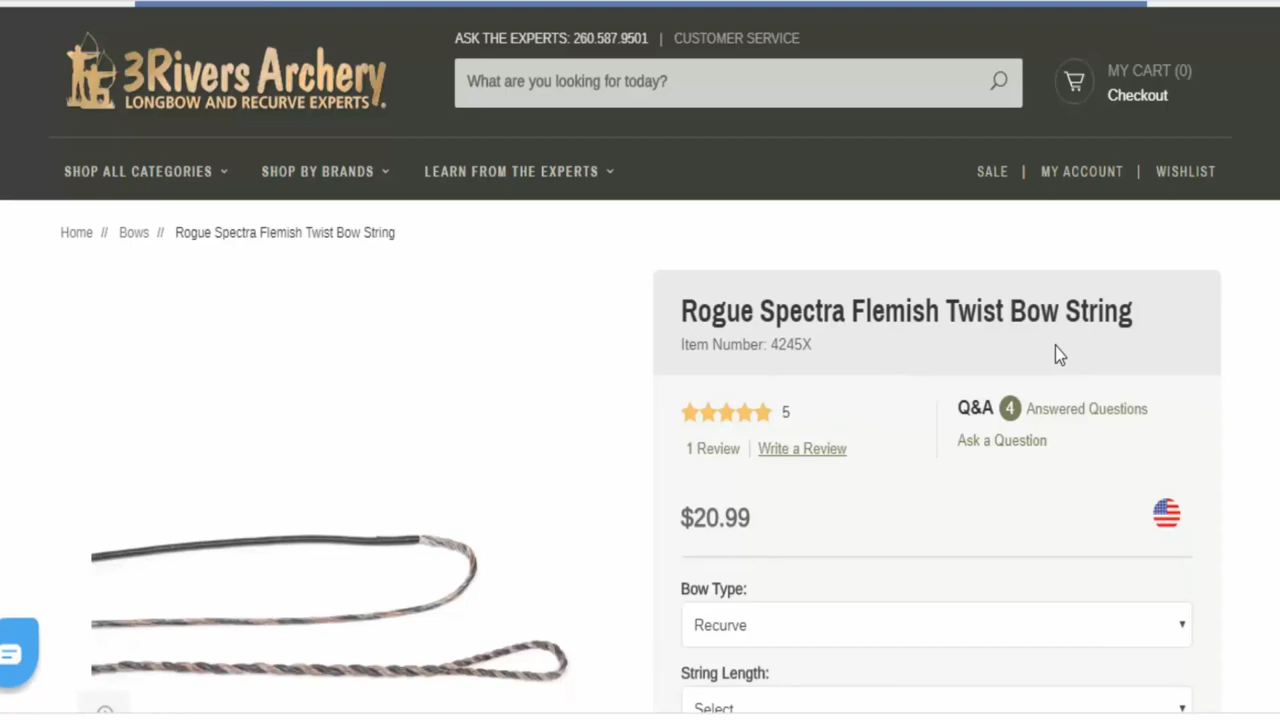 ASK THE EXPERTS: 260.587.9501 | CUSTOMER SERVICE
3Rivers Archery
LONGBOW AND RECURVE EXPERTS.
What are you looking for today?
MY CART (0)
Checkout
SHOP ALL CATEGORIES
SHOP BY BRANDS
LEARN FROM THE EXPERTS
SALE | MY ACCOUNT | WISHLIST
Home // Bows // Rogue Spectra Flemish Twist Bow String
Rogue Spectra Flemish Twist Bow String
Item Number: 4245X
5
1 Review | Write a Review
Q&A 4 Answered Questions
Ask a Question
$20.99
Bow Type:
Recurve
String Length:
Select